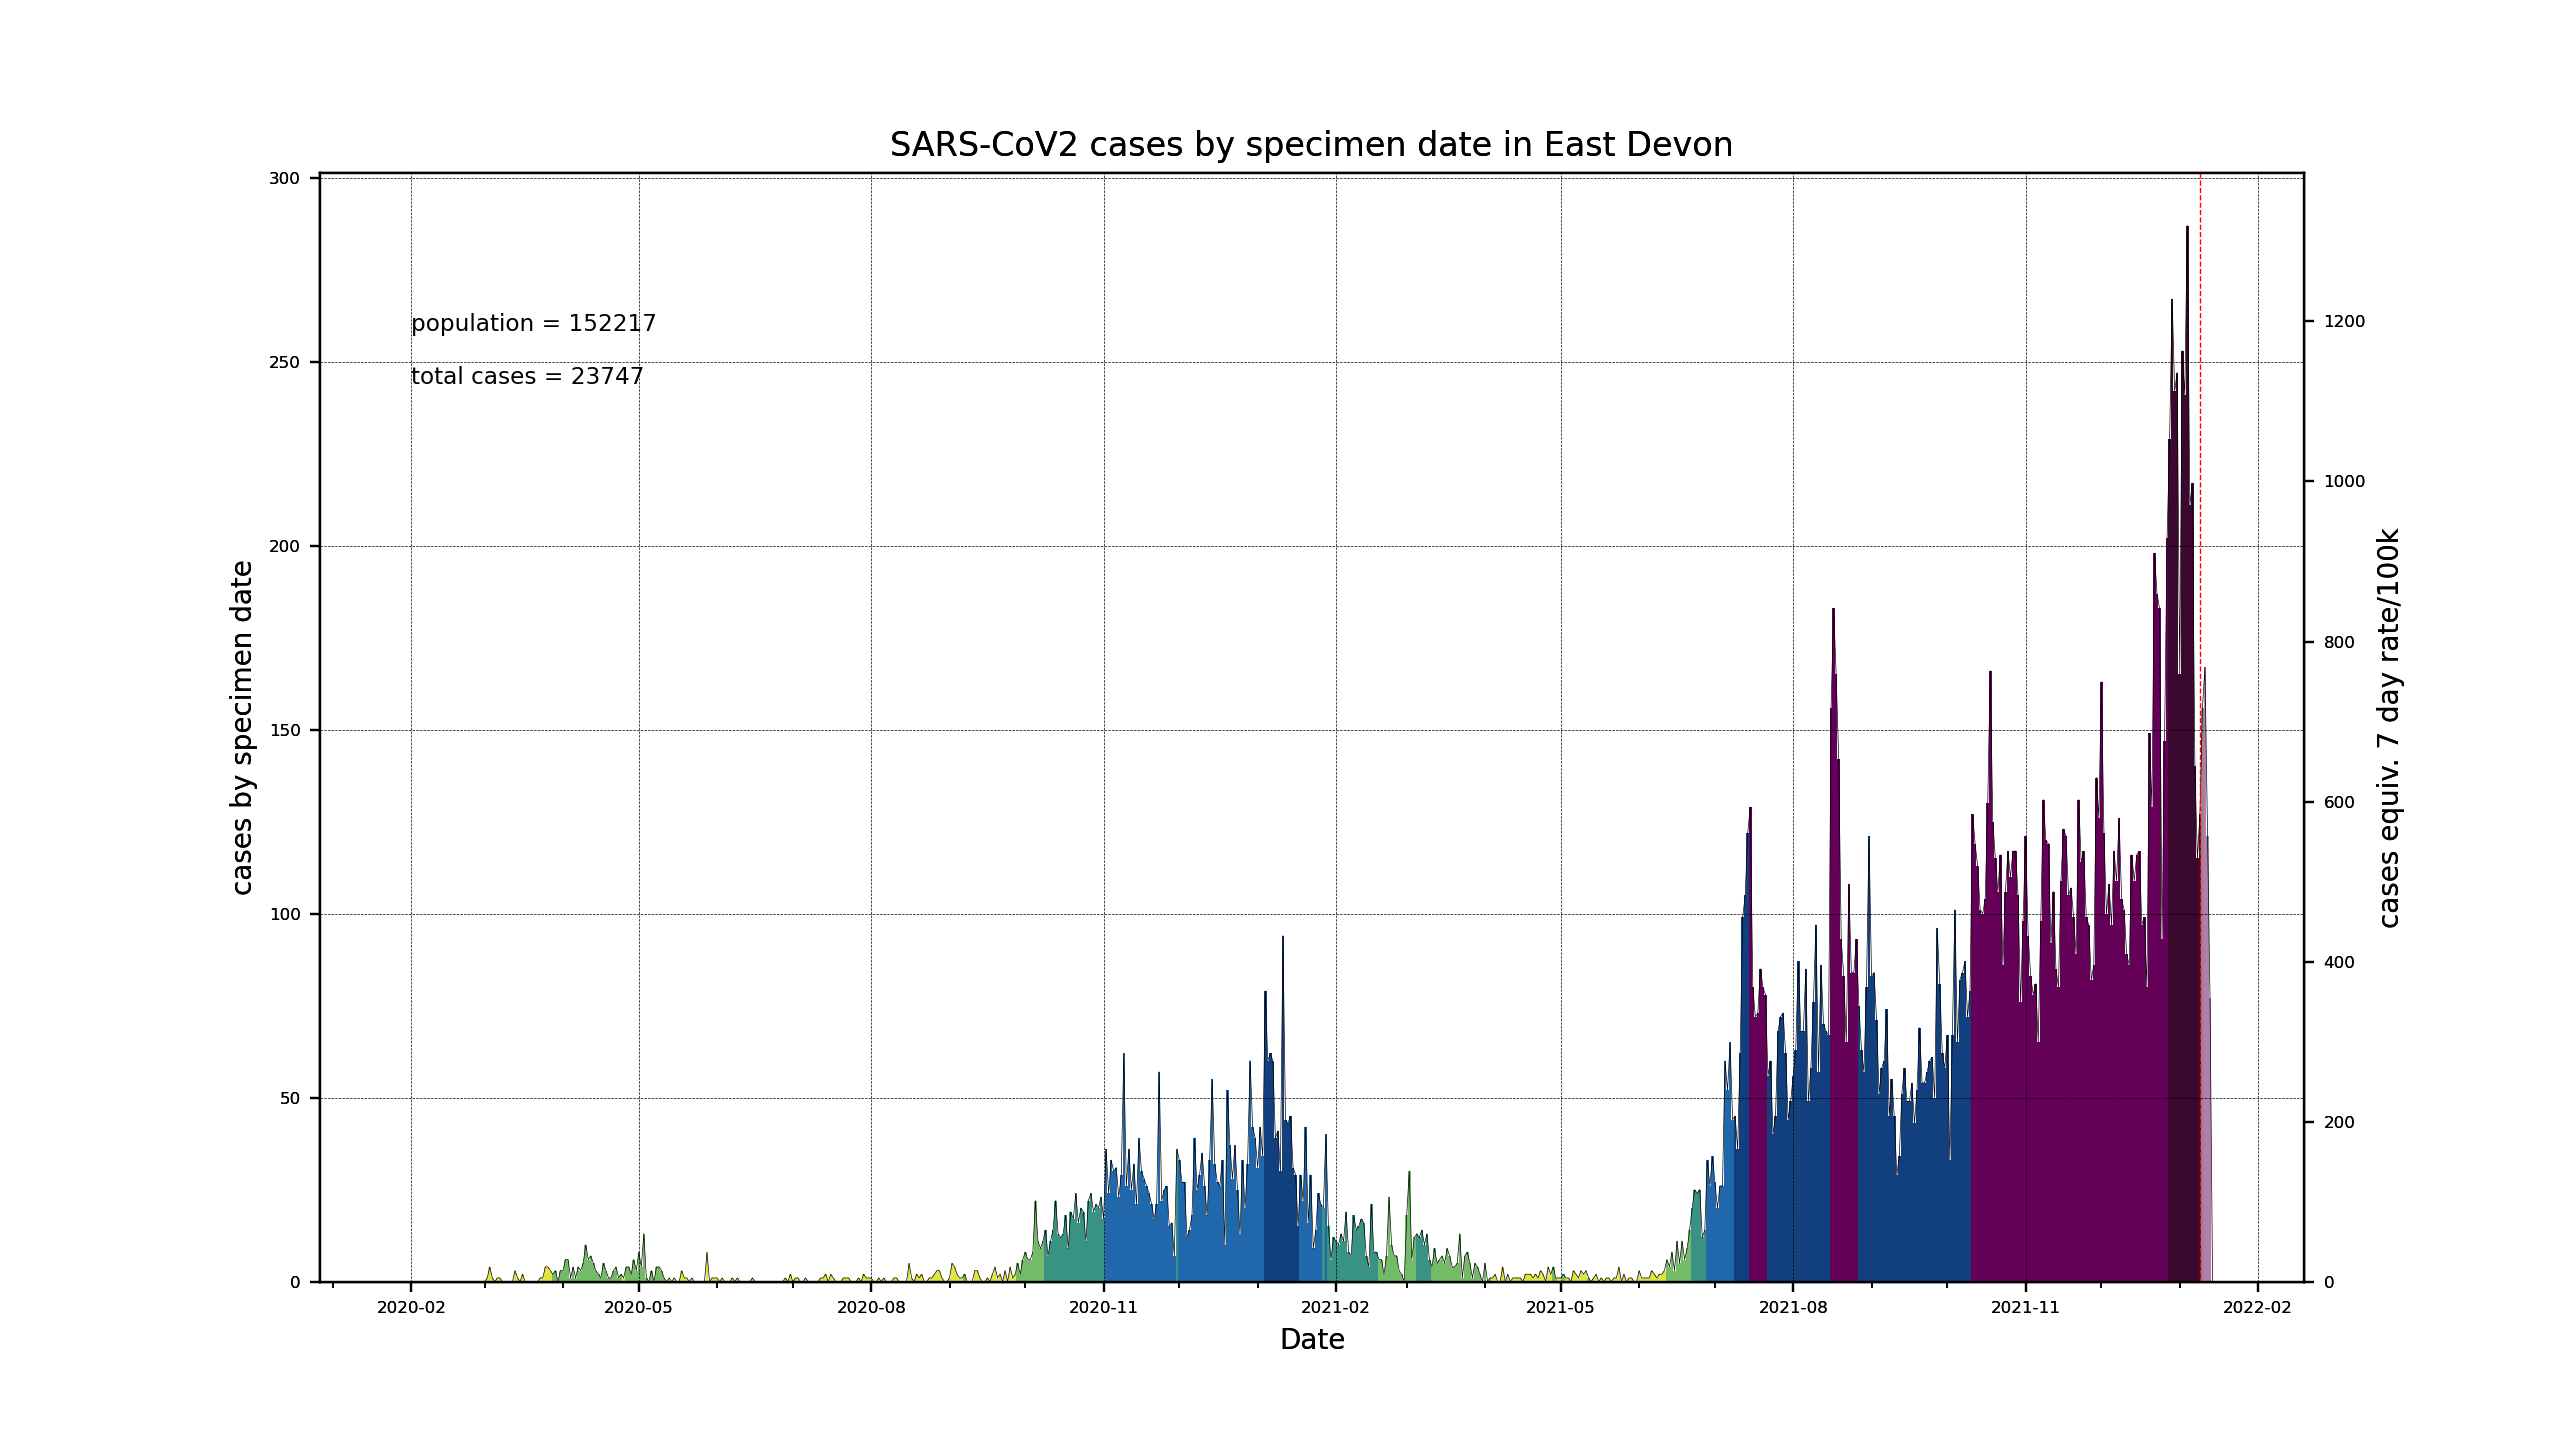 SARS-CoV2 cases by specimen date in East Devon
300
250
200
150
100
50
0
cases by specimen date
population = 152217
total cases = 23747
1200
1000
800
600
400
200
0
cases equiv. 7 day rate/100k
2020-02 2020-05 2020-08 2020-11 2021-02 2021-05 2021-08 2021-11 2022-02
Date